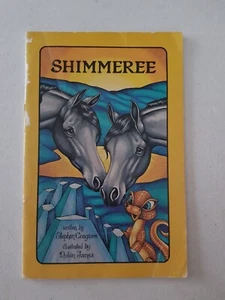 SHIMMEREE
written by
Stephen Cosgrove
illustrated by
Robin James